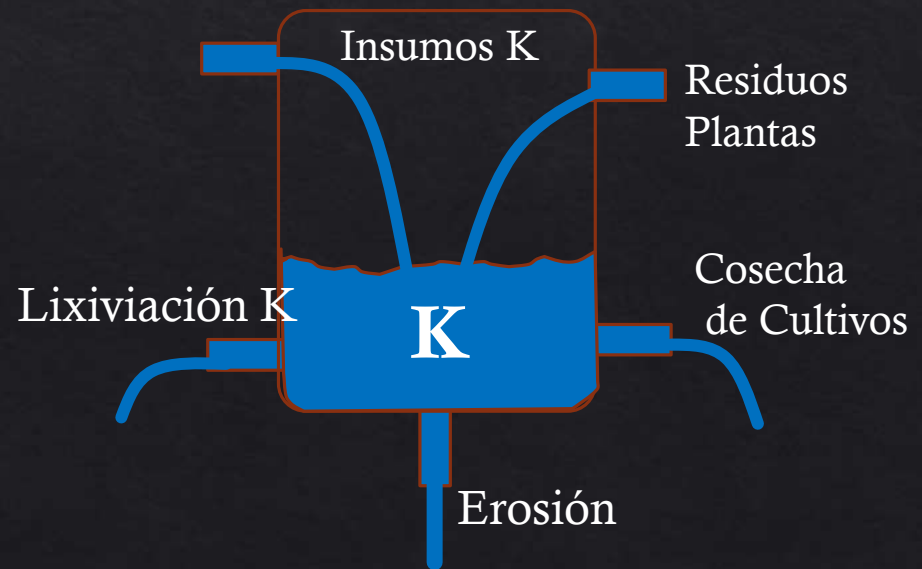 Insumos K
Residuos
Plantas
Cosecha
de Cultivos
Lixiviación K
K
Erosión